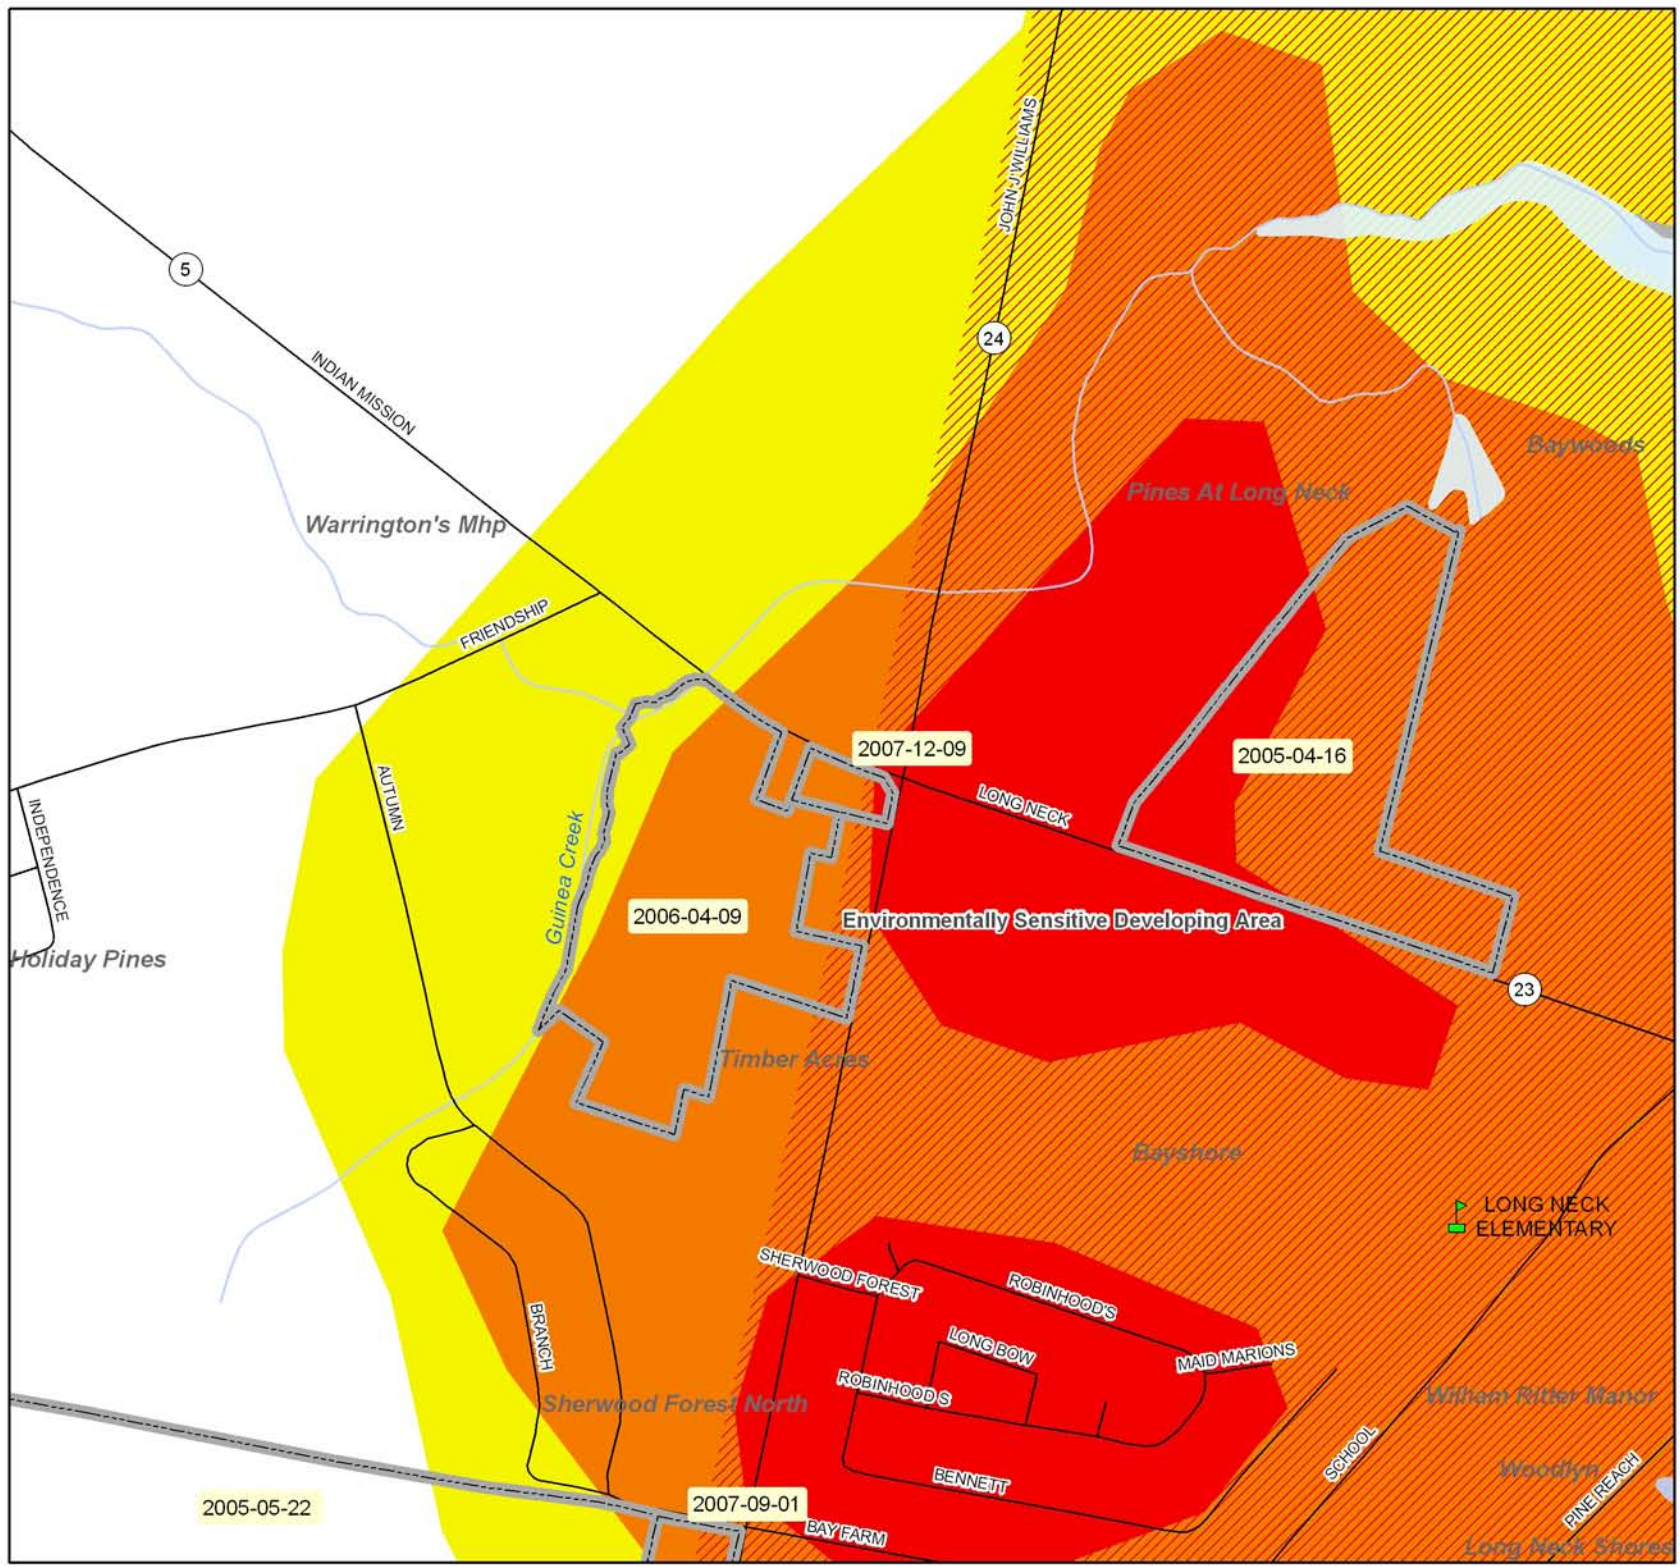 JOHN J WILLIAMS
5
24
INDIAN MISSION
Baywoods
Pines At Long Neck
Warrington's Mhp
FRIENDSHIP
2007-12-09
2005-04-16
AUTUMN
LONG NECK
INDEPENDENCE
Guinea Creek
2006-04-09
Environmentally Sensitive Developing Area
Holiday Pines
23
Timber Acres
Bayshore
LONG NECK
ELEMENTARY
SHERWOOD FOREST
ROBINHOOD'S
BRANCH
LONG BOW
MAID MARIONS
ROBINHOOD S
Sherwood Forest North
William Ritter Manor
SCHOOL
Woodlyn
BENNETT
PINE REACH
2005-05-22
2007-09-01
BAY FARM
Long Neck Shores